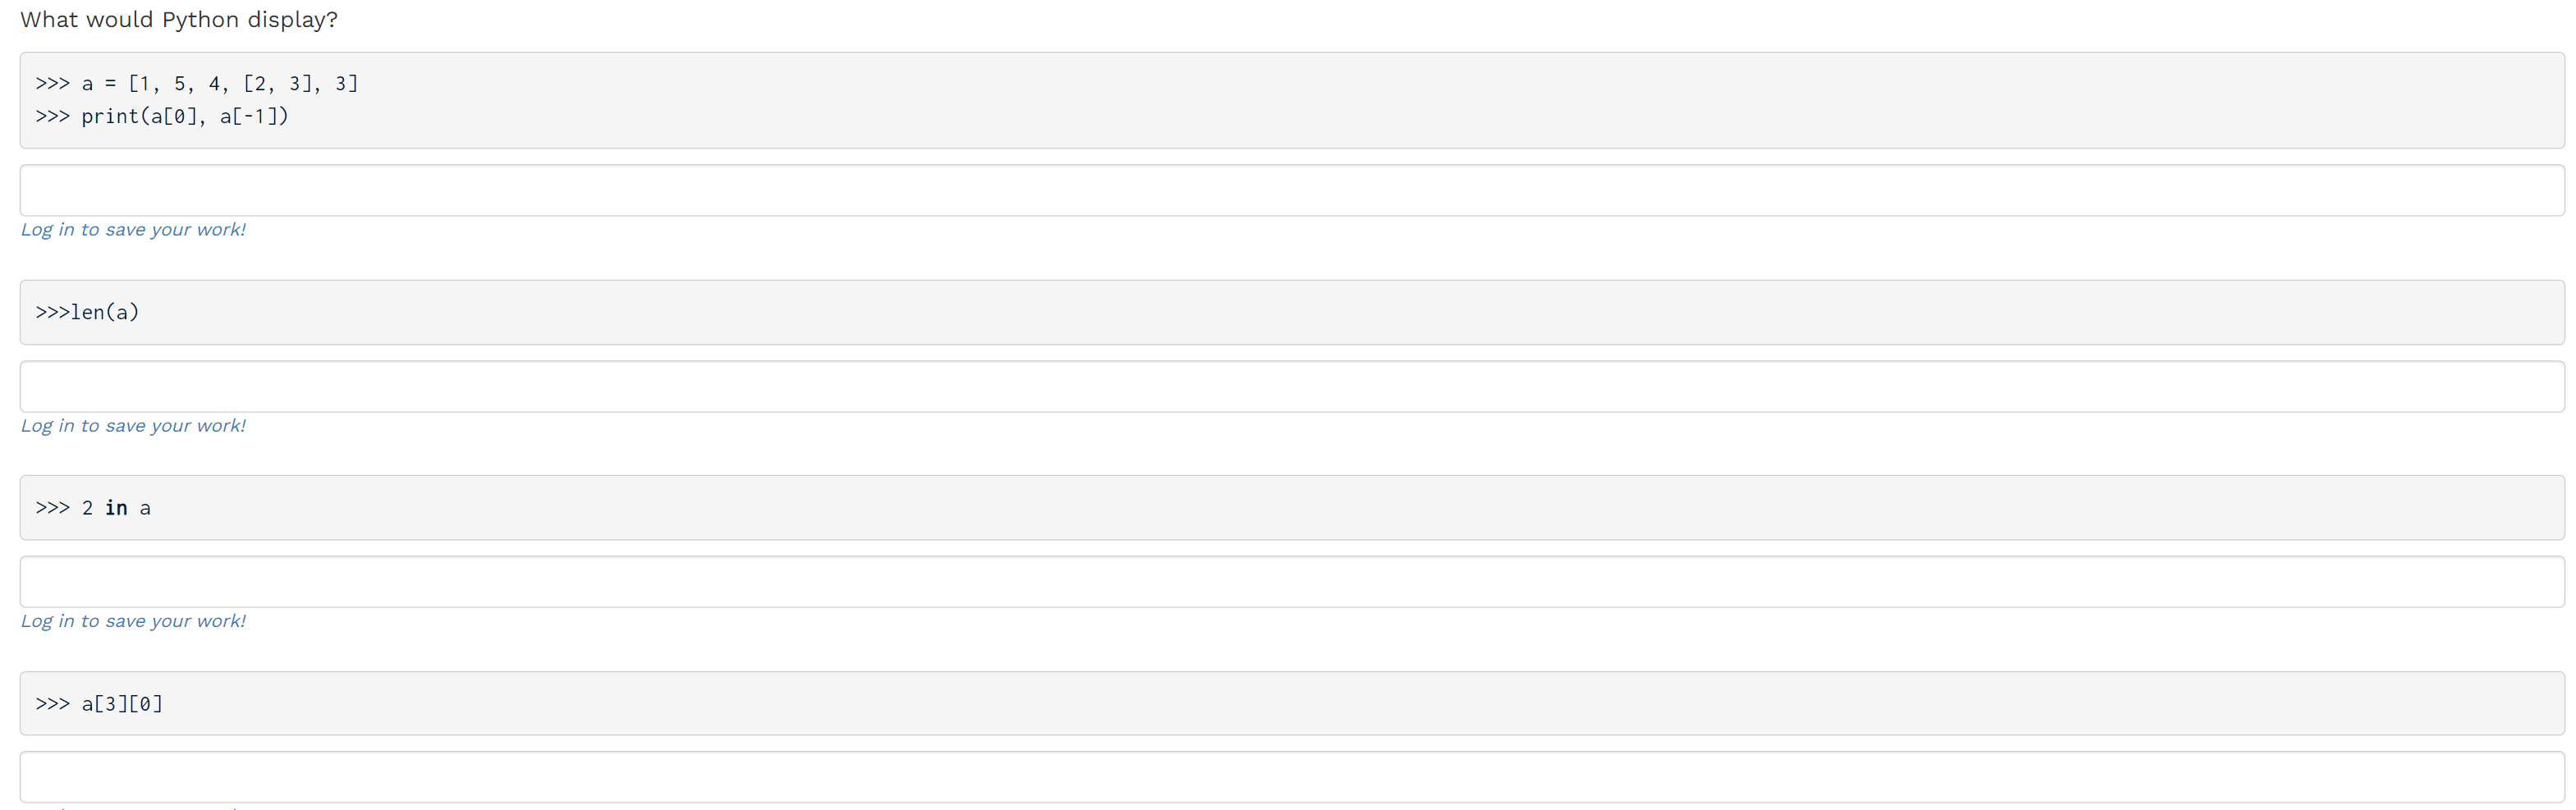 What would Python display?
>>> a = [1, 5, 4, [2, 3], 3]
>>> print(a[0], a[-1])
Log in to save your work!
>>>len(a)
Log in to save your work!
>>> 2 in a
Log in to save your work!
>>> a[3][0]